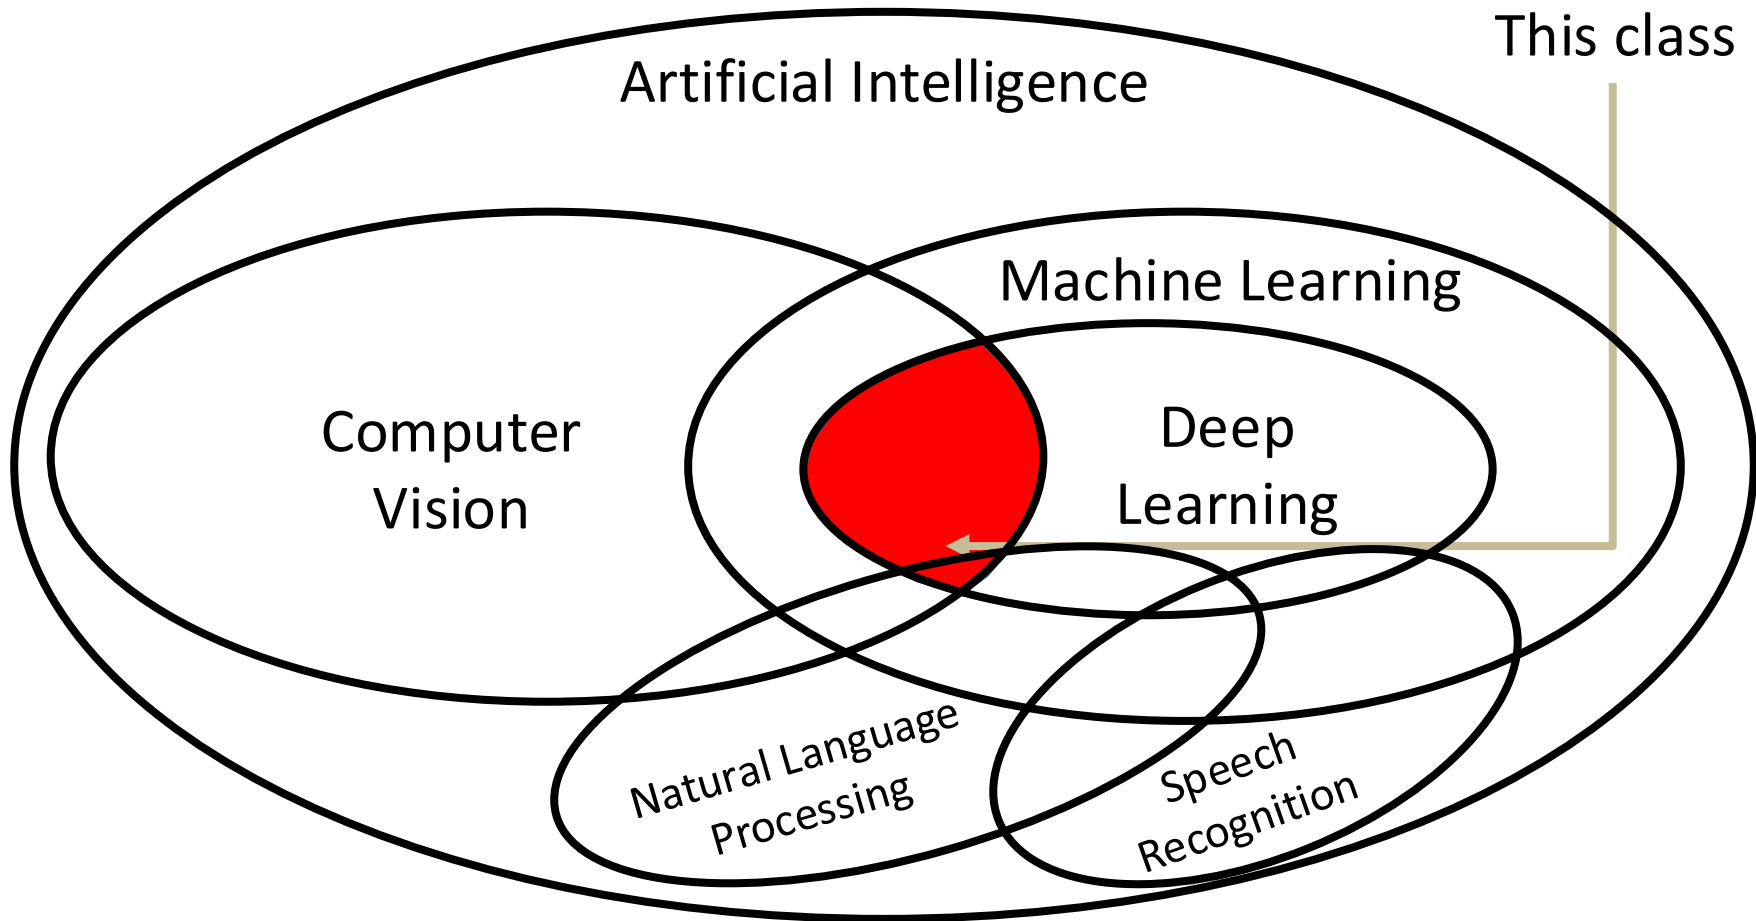 This class
Artificial Intelligence
Machine Learning
Computer
Vision
Deep
Learning
Natural Language
Processing
Speech
Recognition